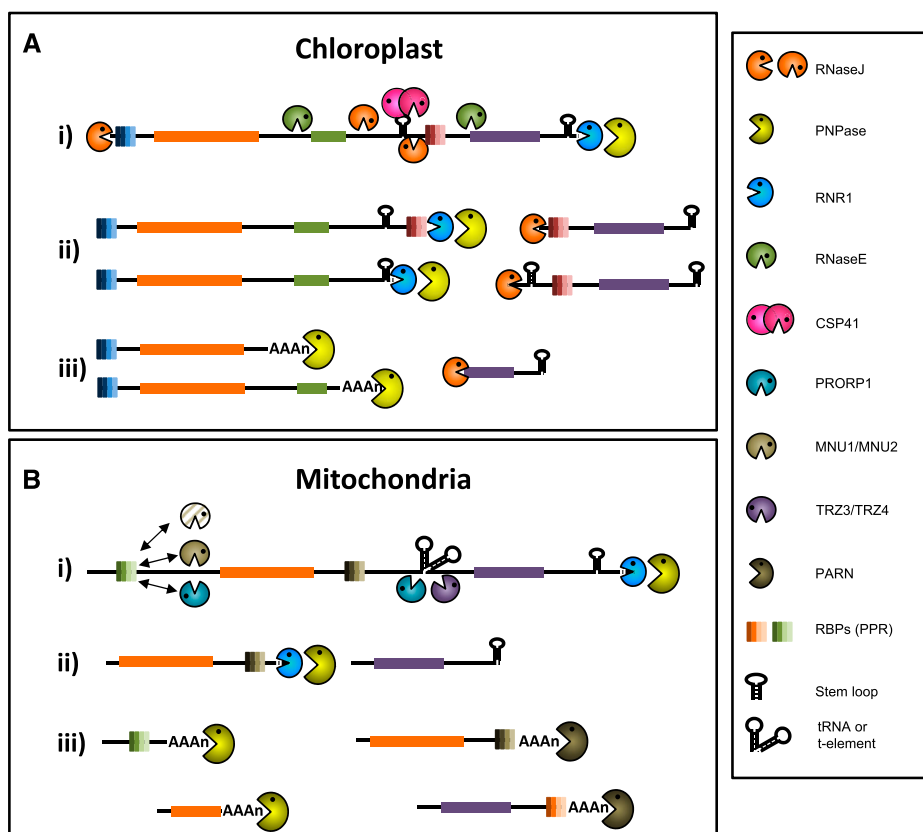 A
Chloroplast
i)
ii)
iii)
AAAn
AAAn
B
Mitochondria
i)
ii)
iii)
AAAn
AAAn
AAAn
AAAn
RNaseJ
PNPase
RNR1
RNaseE
CSP41
PRORP1
MNU1/MNU2
TRZ3/TRZ4
PARN
RBPs (PPR)
Stem loop
tRNA or
t-element